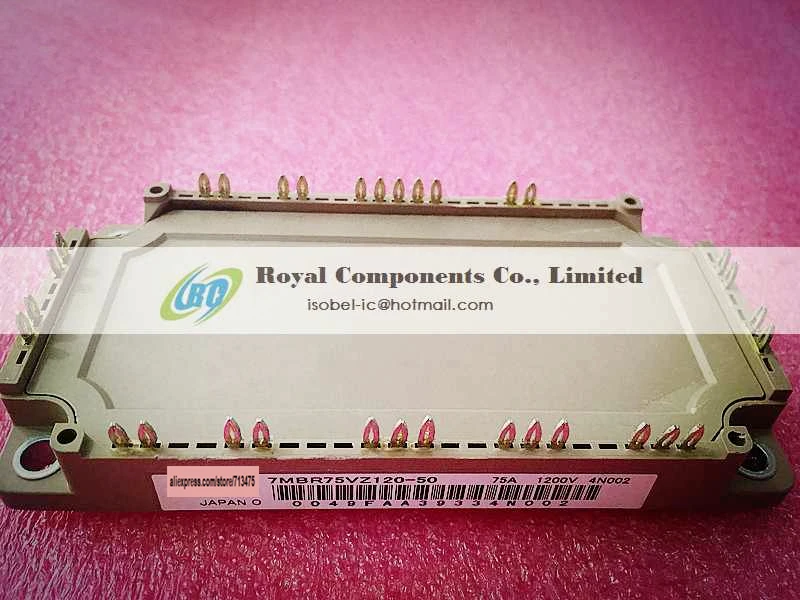 RC
Royal Components Co., Limited
isobel-ic@hotmail.com
aliexpress.com/store/713475
7MBR75VZ120-50 75A 1200V 4N002
JAPAN O 0049FAA39334N002